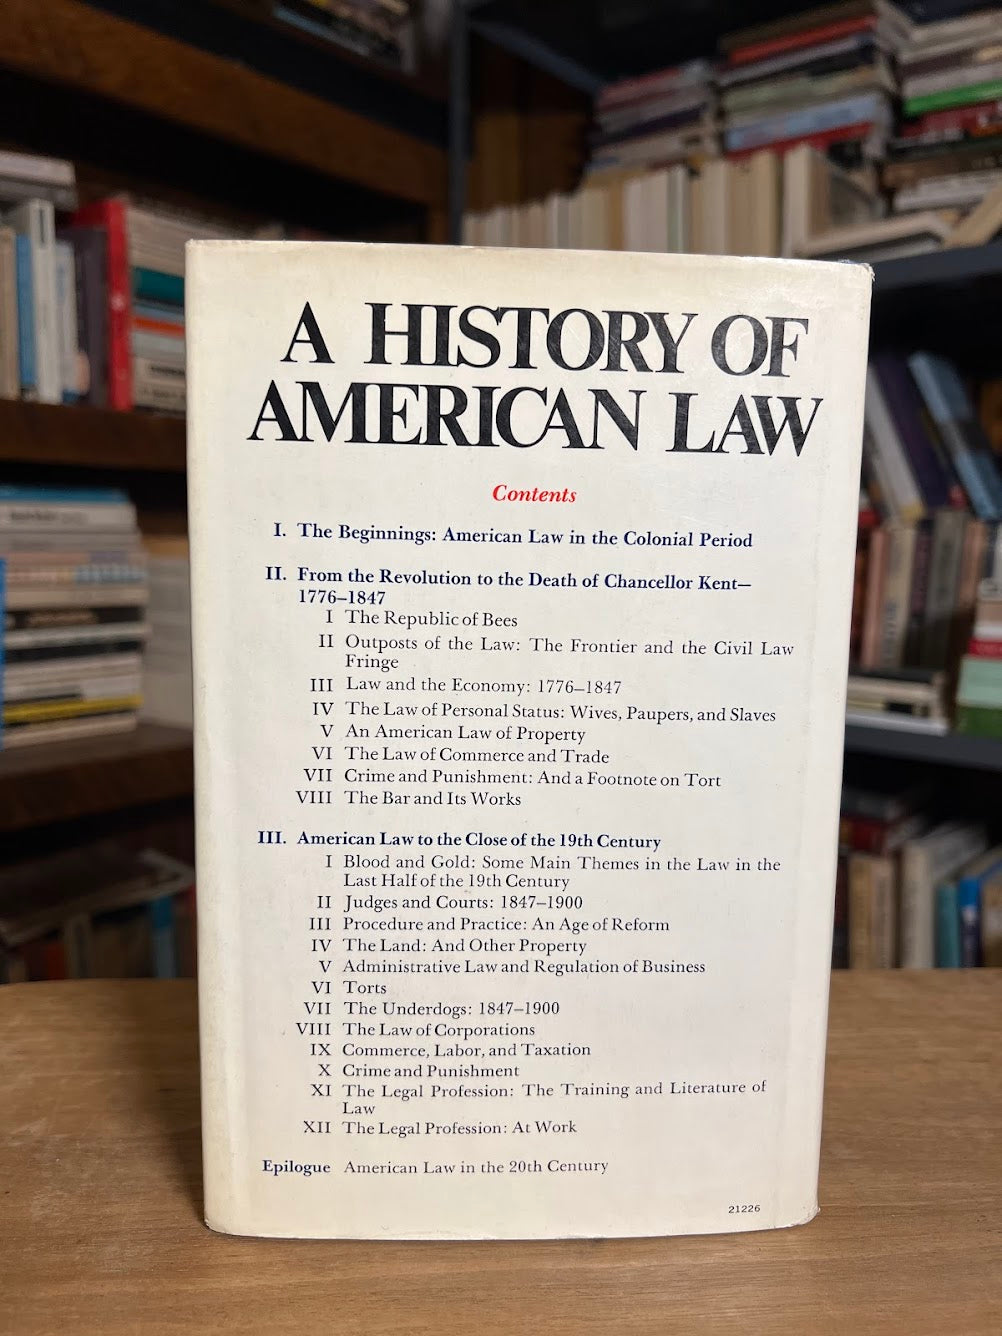 A HISTORY OF
AMERICAN LAW
Contents
I. The Beginnings: American Law in the Colonial Period
II. From the Revolution to the Death of Chancellor Kent—
1776–1847
I The Republic of Bees
II Outposts of the Law: The Frontier and the Civil Law
Fringe
III Law and the Economy: 1776–1847
IV The Law of Personal Status: Wives, Paupers, and Slaves
V An American Law of Property
VI The Law of Commerce and Trade
VII Crime and Punishment: And a Footnote on Tort
VIII The Bar and Its Works
III. American Law to the Close of the 19th Century
I Blood and Gold: Some Main Themes in the Law in the
Last Half of the 19th Century
II Judges and Courts: 1847–1900
III Procedure and Practice: An Age of Reform
IV The Land: And Other Property
V Administrative Law and Regulation of Business
VI Torts
VII The Underdogs: 1847–1900
VIII The Law of Corporations
IX Commerce, Labor, and Taxation
X Crime and Punishment
XI The Legal Profession: The Training and Literature of
Law
XII The Legal Profession: At Work
Epilogue American Law in the 20th Century
21226